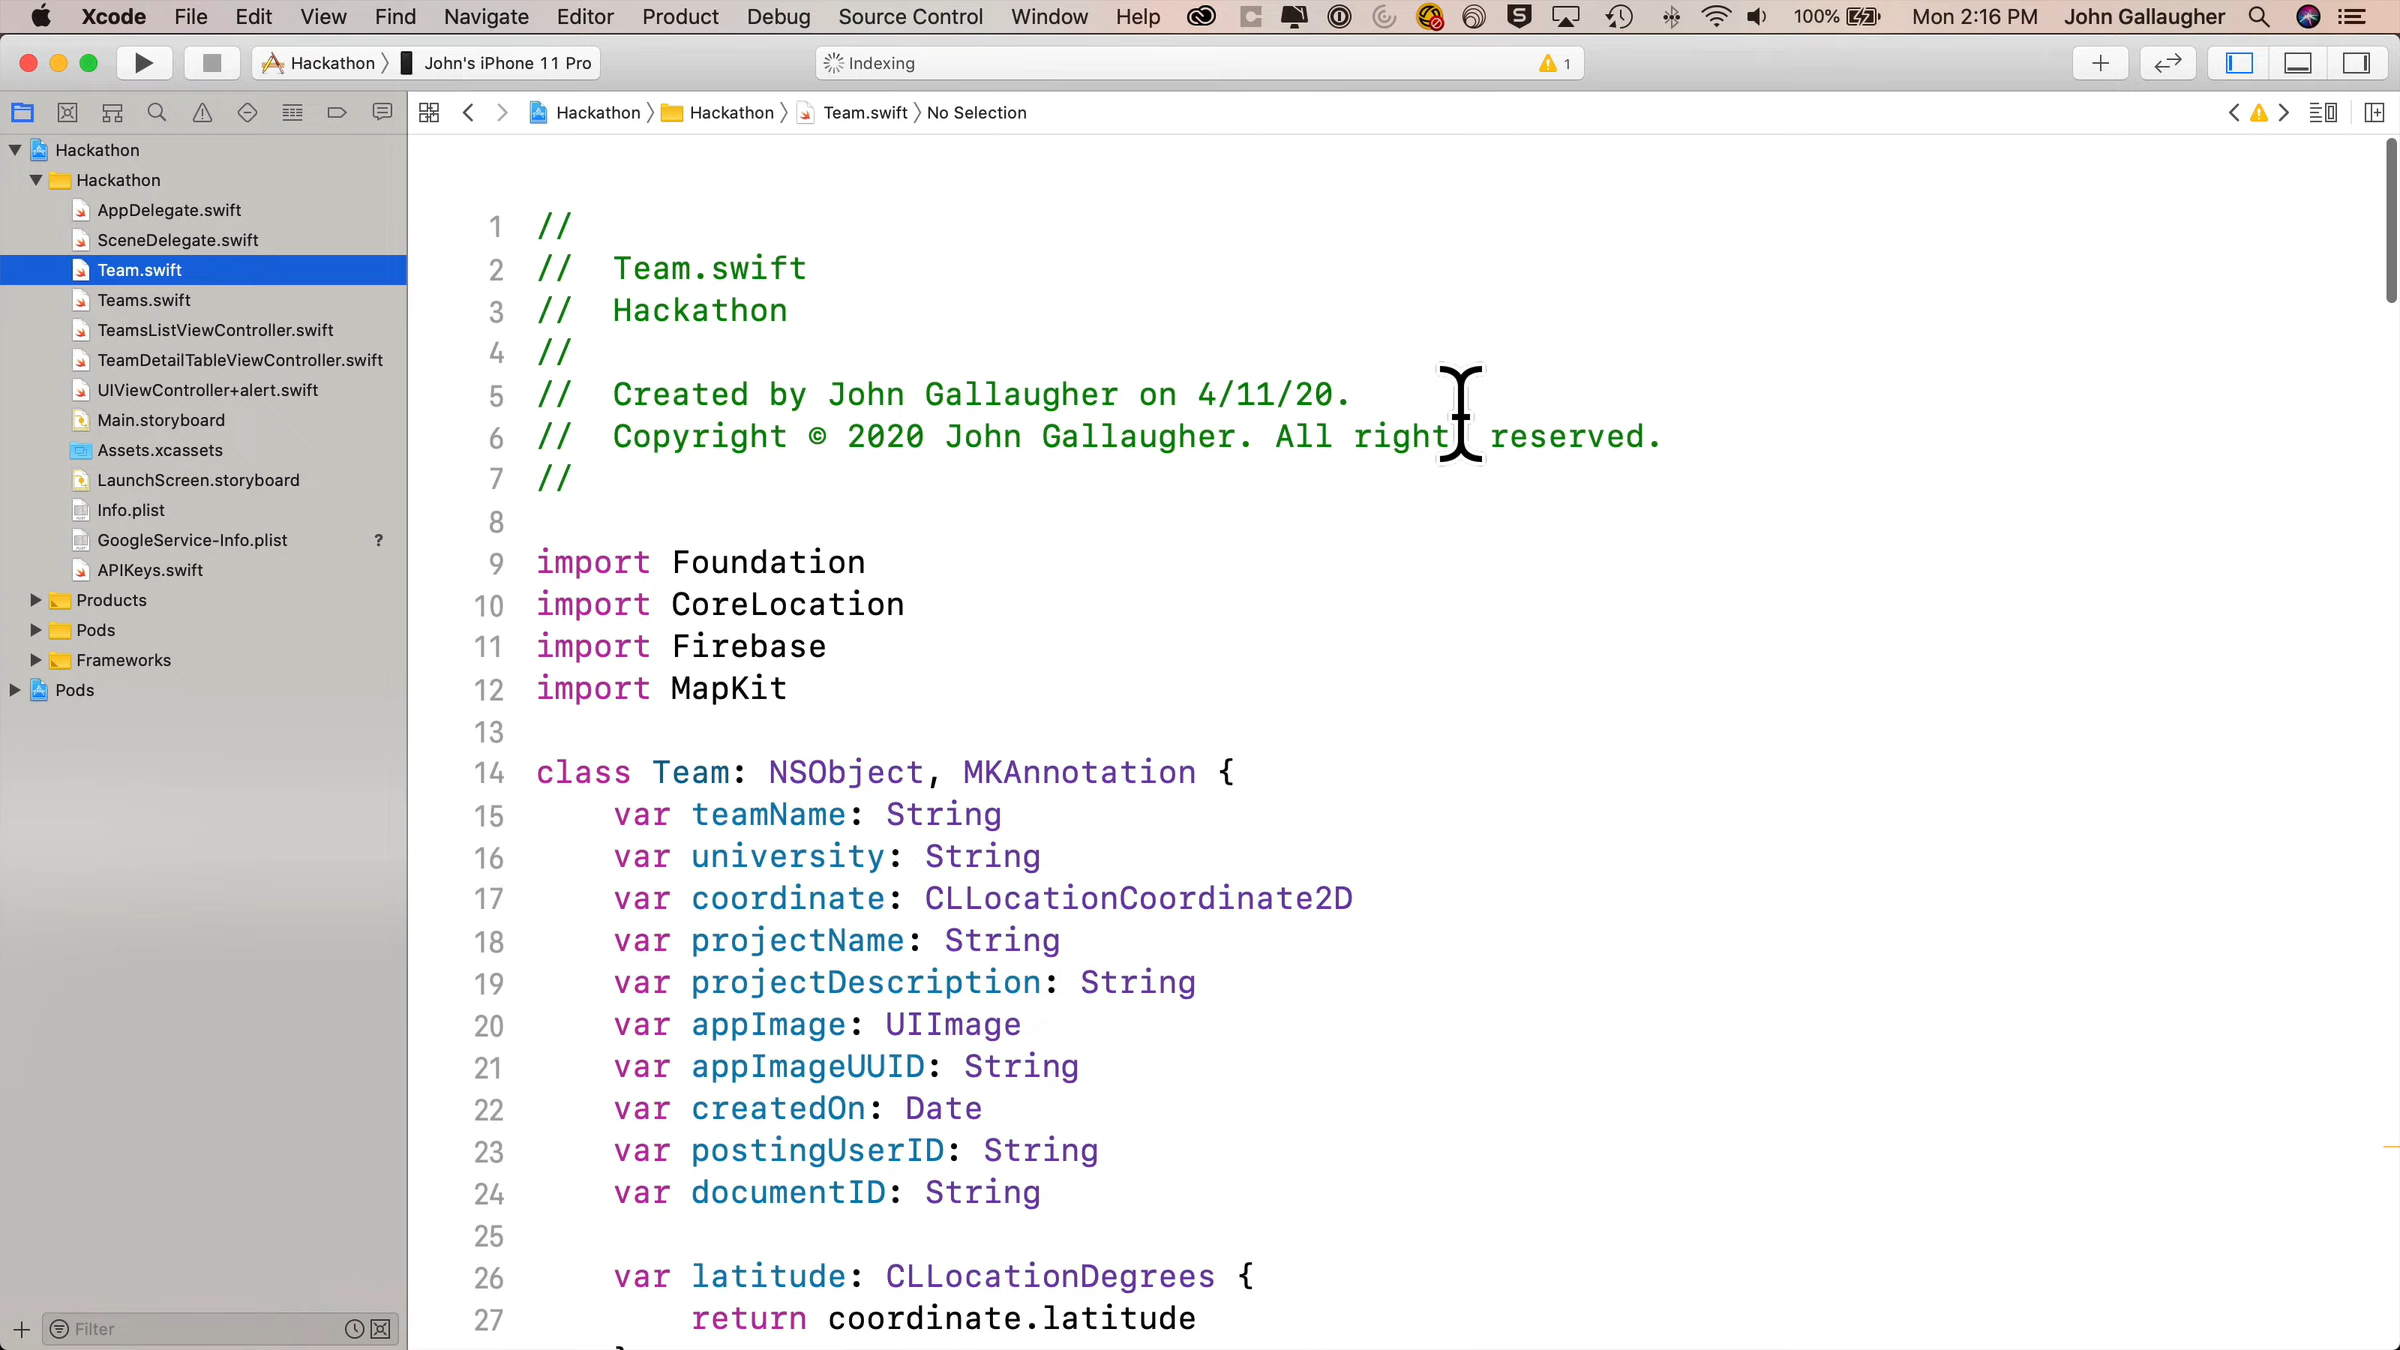 Xcode File Edit View Find Navigate Editor Product Debug Source Control Window Help 100% Mon 2:16 PM John Gallaugher
Hackathon John's iPhone 11 Pro Indexing 1
Hackathon Hackathon Team.swift No Selection
Hackathon
Hackathon
AppDelegate.swift
SceneDelegate.swift
Team.swift
Teams.swift
TeamsListViewController.swift
TeamDetailTableViewController.swift
UIViewController+alert.swift
Main.storyboard
Assets.xcassets
LaunchScreen.storyboard
Info.plist
GoogleService-Info.plist ?
APIKeys.swift
Products
Pods
Frameworks
Pods
Filter
1 //
2 // Team.swift
3 // Hackathon
4 //
5 // Created by John Gallaugher on 4/11/20.
6 // Copyright © 2020 John Gallaugher. All rights reserved.
7 //
8
9 import Foundation
10 import CoreLocation
11 import Firebase
12 import MapKit
13
14 class Team: NSObject, MKAnnotation {
15 var teamName: String
16 var university: String
17 var coordinate: CLLocationCoordinate2D
18 var projectName: String
19 var projectDescription: String
20 var appImage: UIImage
21 var appImageUUID: String
22 var createdOn: Date
23 var postingUserID: String
24 var documentID: String
25
26 var latitude: CLLocationDegrees {
27 return coordinate.latitude